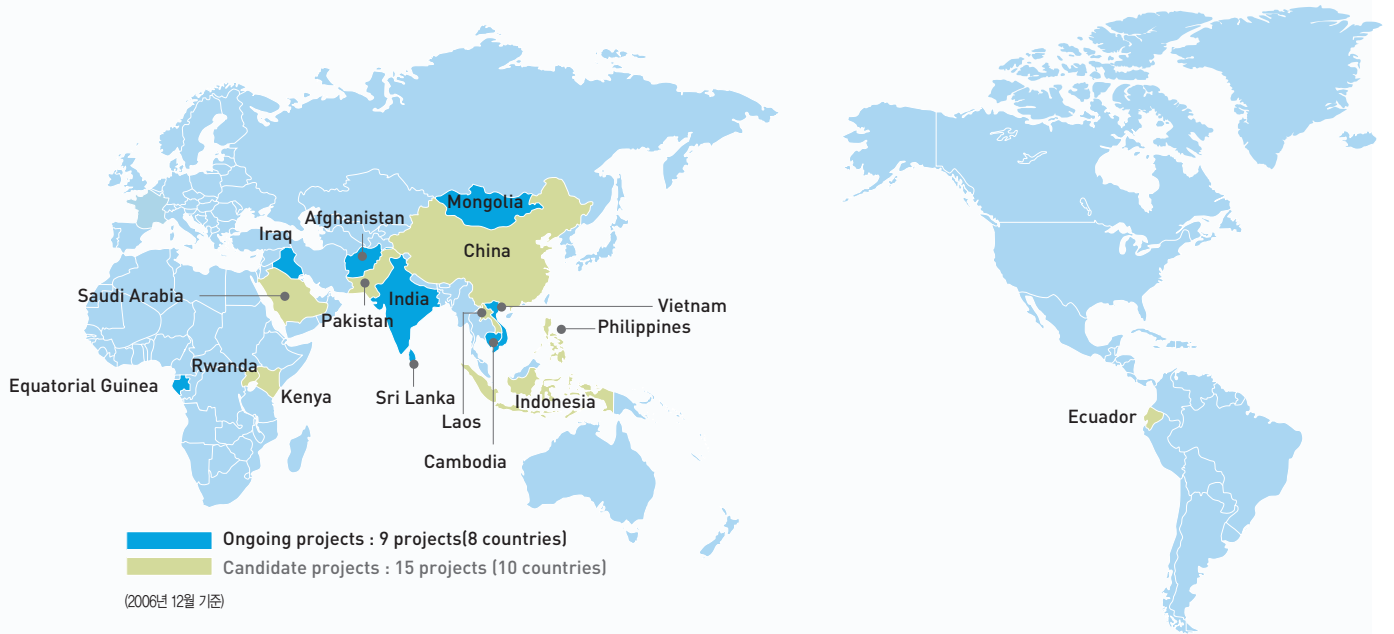 Mongolia
Afghanistan
Iraq
China
Saudi Arabia
India
Vietnam
Pakistan
Philippines
Rwanda
Equatorial Guinea
Kenya
Sri Lanka
Indonesia
Laos
Ecuador
Cambodia
Ongoing projects : 9 projects(8 countries)
Candidate projects : 15 projects (10 countries)
(2006년 12월 기준)